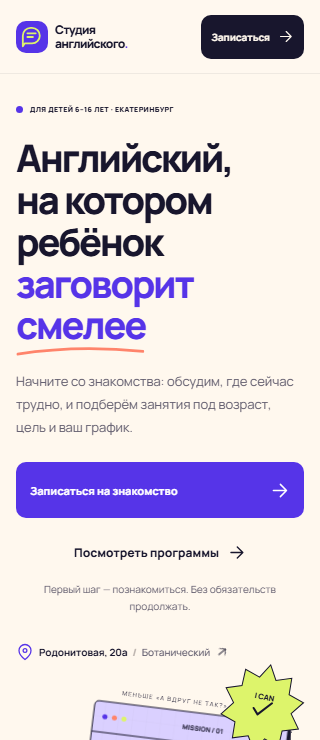 Студия
английского.
Записаться
ДЛЯ ДЕТЕЙ 6–16 ЛЕТ · ЕКАТЕРИНБУРГ
Английский,
на котором
ребёнок
заговорит
смелее
Начните со знакомства: обсудим, где сейчас
трудно, и подберём занятия под возраст,
цель и ваш график.
Записаться на знакомство
Посмотреть программы
Первый шаг — познакомиться. Без обязательств
продолжать.
Родонитовая, 20а / Ботанический
МЕНЬШЕ «А ВДРУГ НЕ ТАК?»
I CAN
MISSION / 01